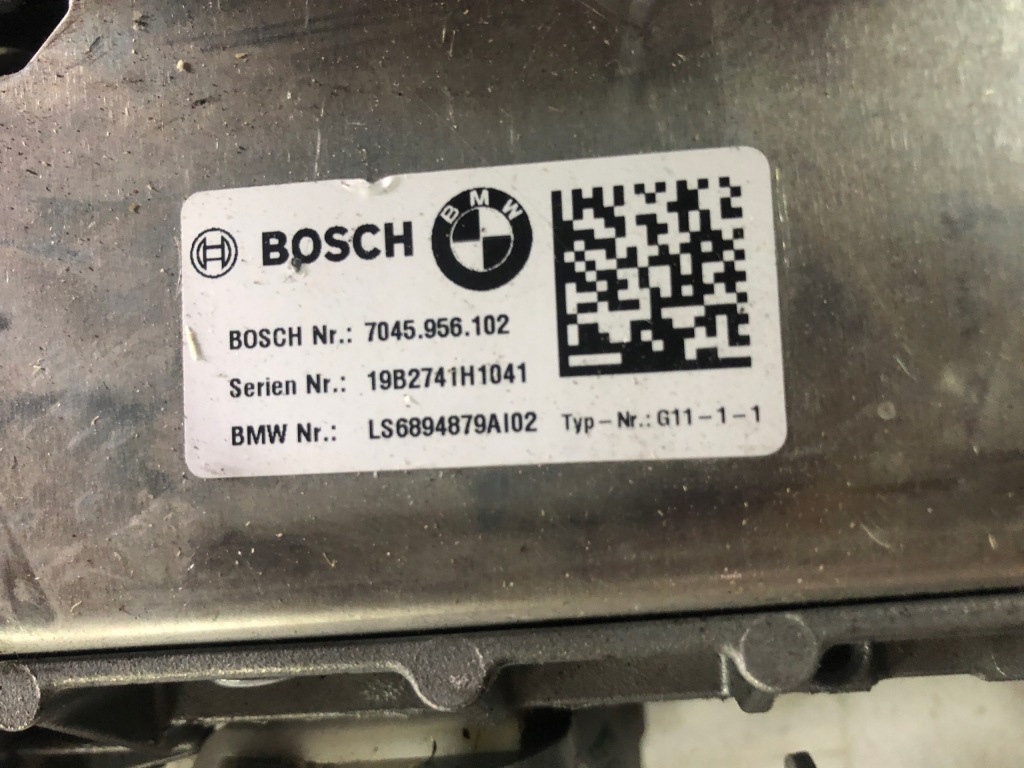 BOSCH BMW
BOSCH Nr.: 7045.956.102
Serien Nr.: 19B2741H1041
BMW Nr.: LS6894879AI02 Typ-Nr.: G11-1-1